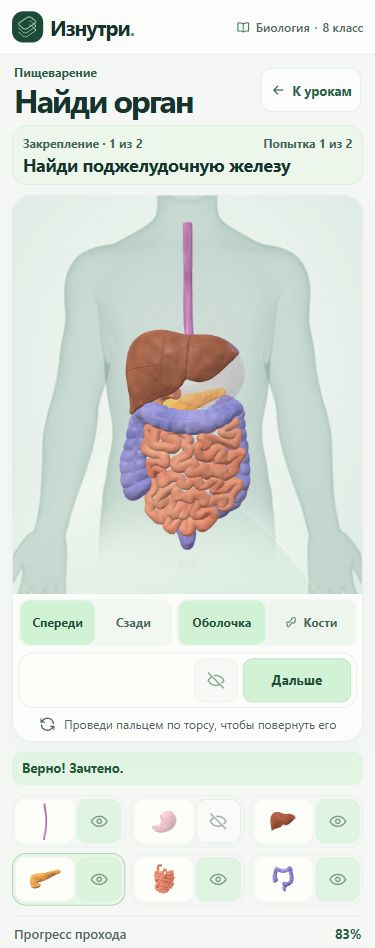 Изнутри.
Биология · 8 класс
Пищеварение
Найди орган
← К урокам
Закрепление · 1 из 2
Попытка 1 из 2
Найди поджелудочную железу
Спереди
Сзади
Оболочка
Кости
Дальше
Проведи пальцем по торсу, чтобы повернуть его
Верно! Зачтено.
Прогресс прохода
83%